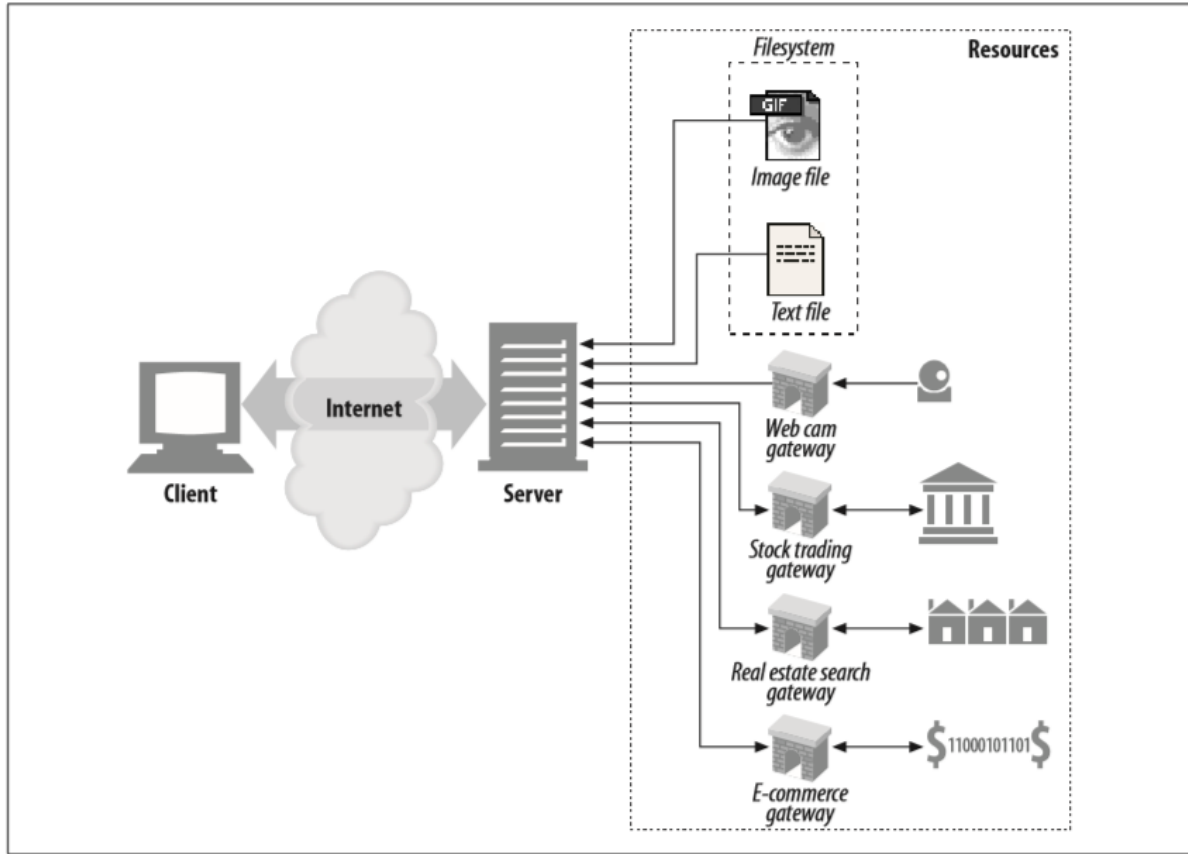 Filesystem
Resources
GIF
Image file
Text file
Internet
Client
Server
Web cam
gateway
Stock trading
gateway
Real estate search
gateway
$11000101101$
E-commerce
gateway